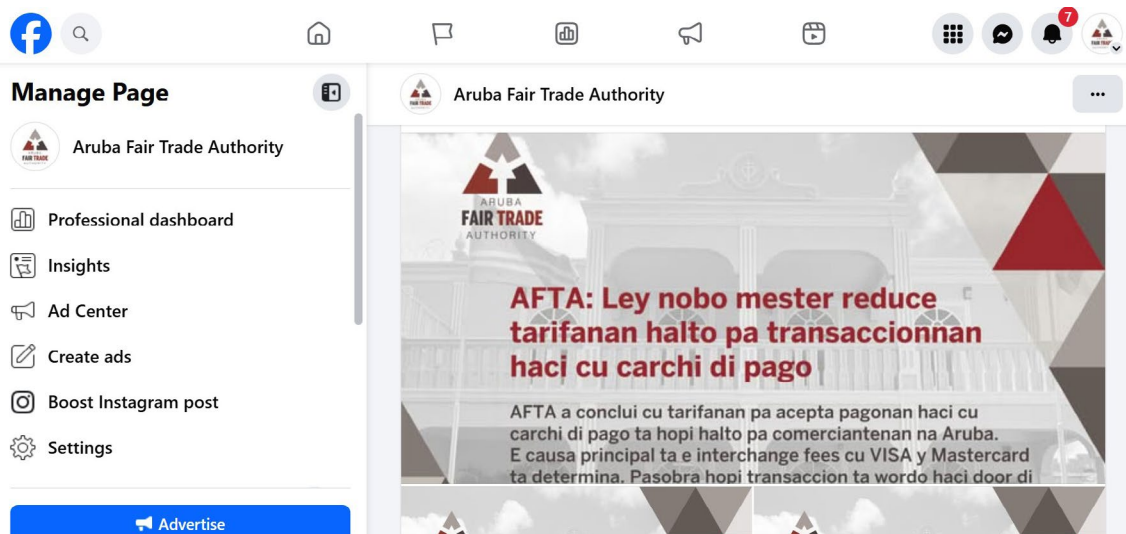 7
Manage Page
Aruba Fair Trade Authority
Professional dashboard
Insights
Ad Center
Create ads
Boost Instagram post
Settings
Advertise
Aruba Fair Trade Authority
ARUBA
FAIR TRADE
AUTHORITY
AFTA: Ley nobo mester reduce
tarifanan halto pa transaccionnan
haci cu carchi di pago
AFTA a conclui cu tarifanan pa acepta pagonan haci cu
carchi di pago ta hopi halto pa comerciantenan na Aruba.
E causa principal ta e interchange fees cu VISA y Mastercard
ta determina. Pasobra hopi transaccion ta wordo haci door di